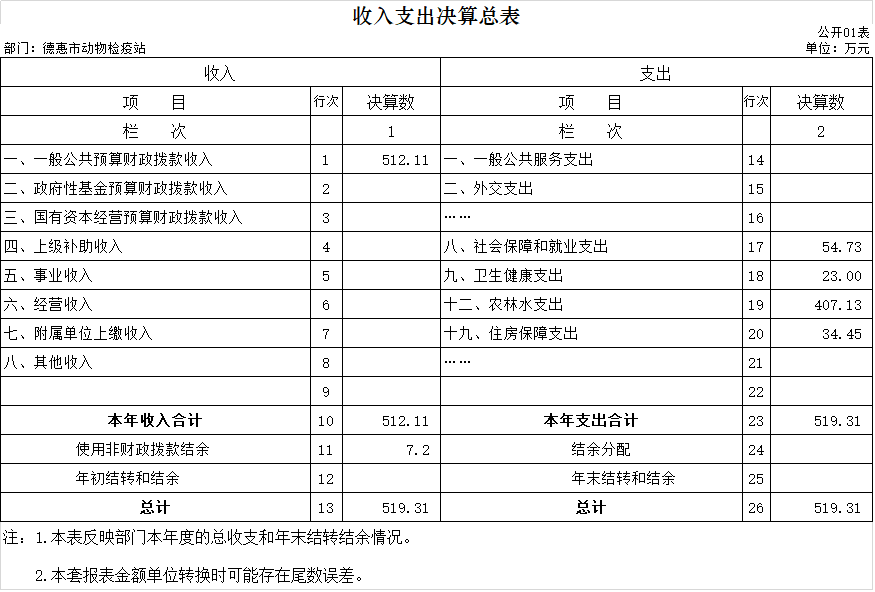 收入支出决算总表
公开01表
部门：德惠市动物检疫站 单位：万元
收入 支出
项 目 行次 决算数 项 目 行次 决算数
栏 次 1 栏 次 2
一、一般公共预算财政拨款收入 1 512.11 一、一般公共服务支出 14
二、政府性基金预算财政拨款收入 2 二、外交支出 15
三、国有资本经营预算财政拨款收入 3 …… 16
四、上级补助收入 4 八、社会保障和就业支出 17 54.73
五、事业收入 5 九、卫生健康支出 18 23.00
六、经营收入 6 十二、农林水支出 19 407.13
七、附属单位上缴收入 7 十九、住房保障支出 20 34.45
八、其他收入 8 …… 21
9 22
本年收入合计 10 512.11 本年支出合计 23 519.31
使用非财政拨款结余 11 7.2 结余分配 24
年初结转和结余 12 年末结转和结余 25
总计 13 519.31 总计 26 519.31
注：1.本表反映部门本年度的总收支和年末结转结余情况。
2.本套报表金额单位转换时可能存在尾数误差。